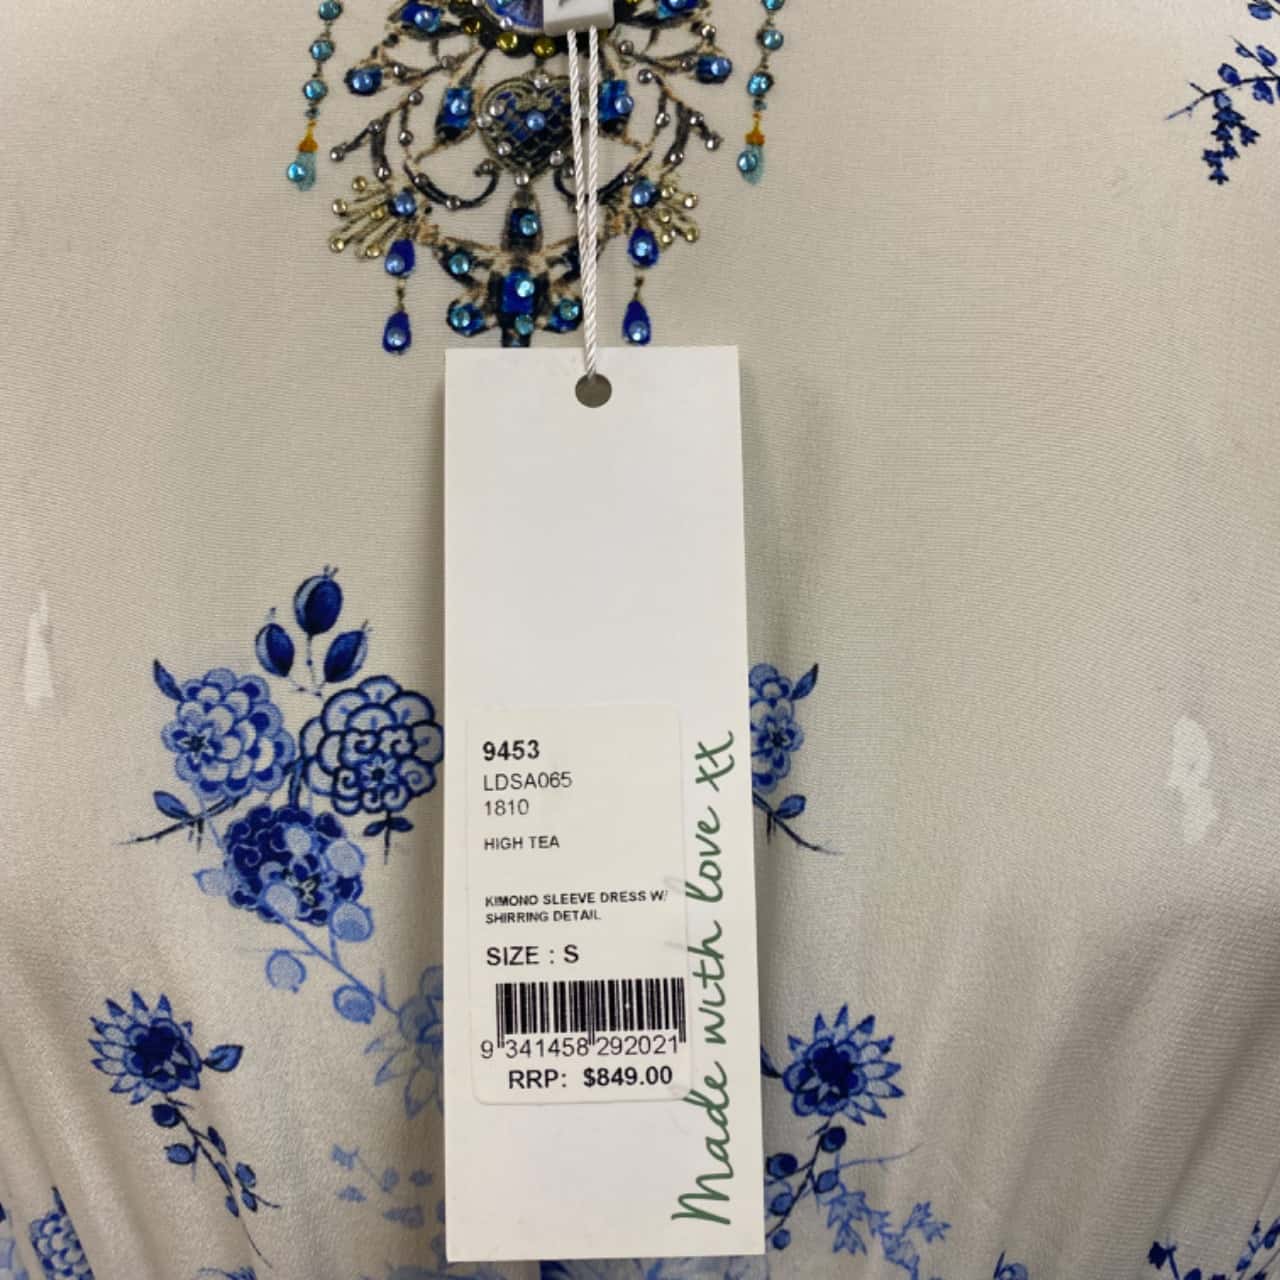 9453
LDSA065
1810
HIGH TEA
KIMONO SLEEVE DRESS W/
SHIRRING DETAIL
SIZE : S
9 341458 292021
RRP: $849.00
Made with love xx